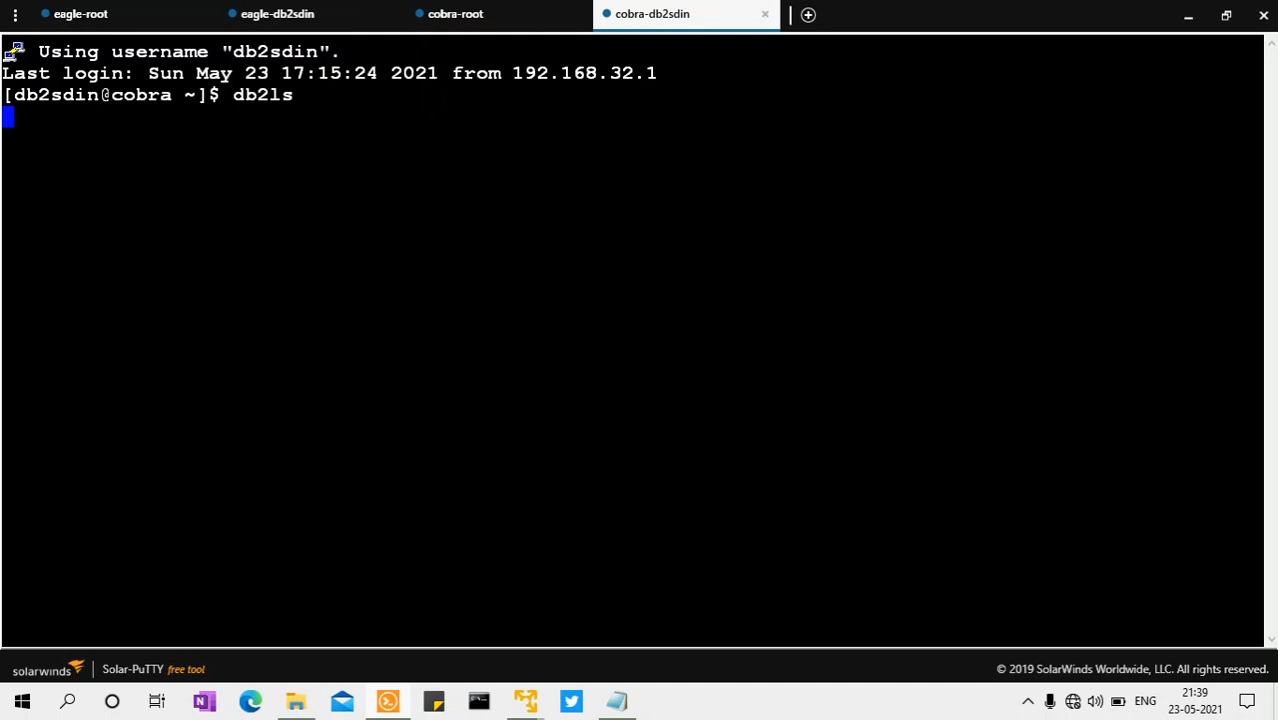 eagle-root
eagle-db2sdin
cobra-root
cobra-db2sdin
Using username "db2sdin".
Last login: Sun May 23 17:15:24 2021 from 192.168.32.1
[db2sdin@cobra ~]$ db2ls
solarwinds
Solar-PuTTY free tool
© 2019 SolarWinds Worldwide, LLC. All rights reserved.
ENG
21:39
23-05-2021